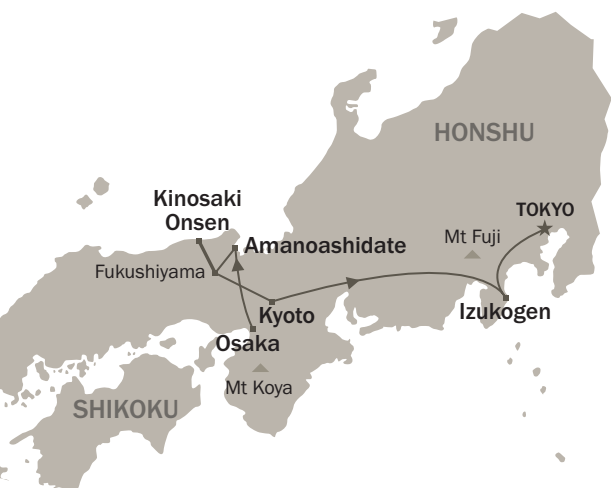 HONSHU
Kinosaki
Onsen
TOKYO
Mt Fuji
Amanoashidate
Fukushiyama
Kyoto
Izukogen
Osaka
Mt Koya
SHIKOKU